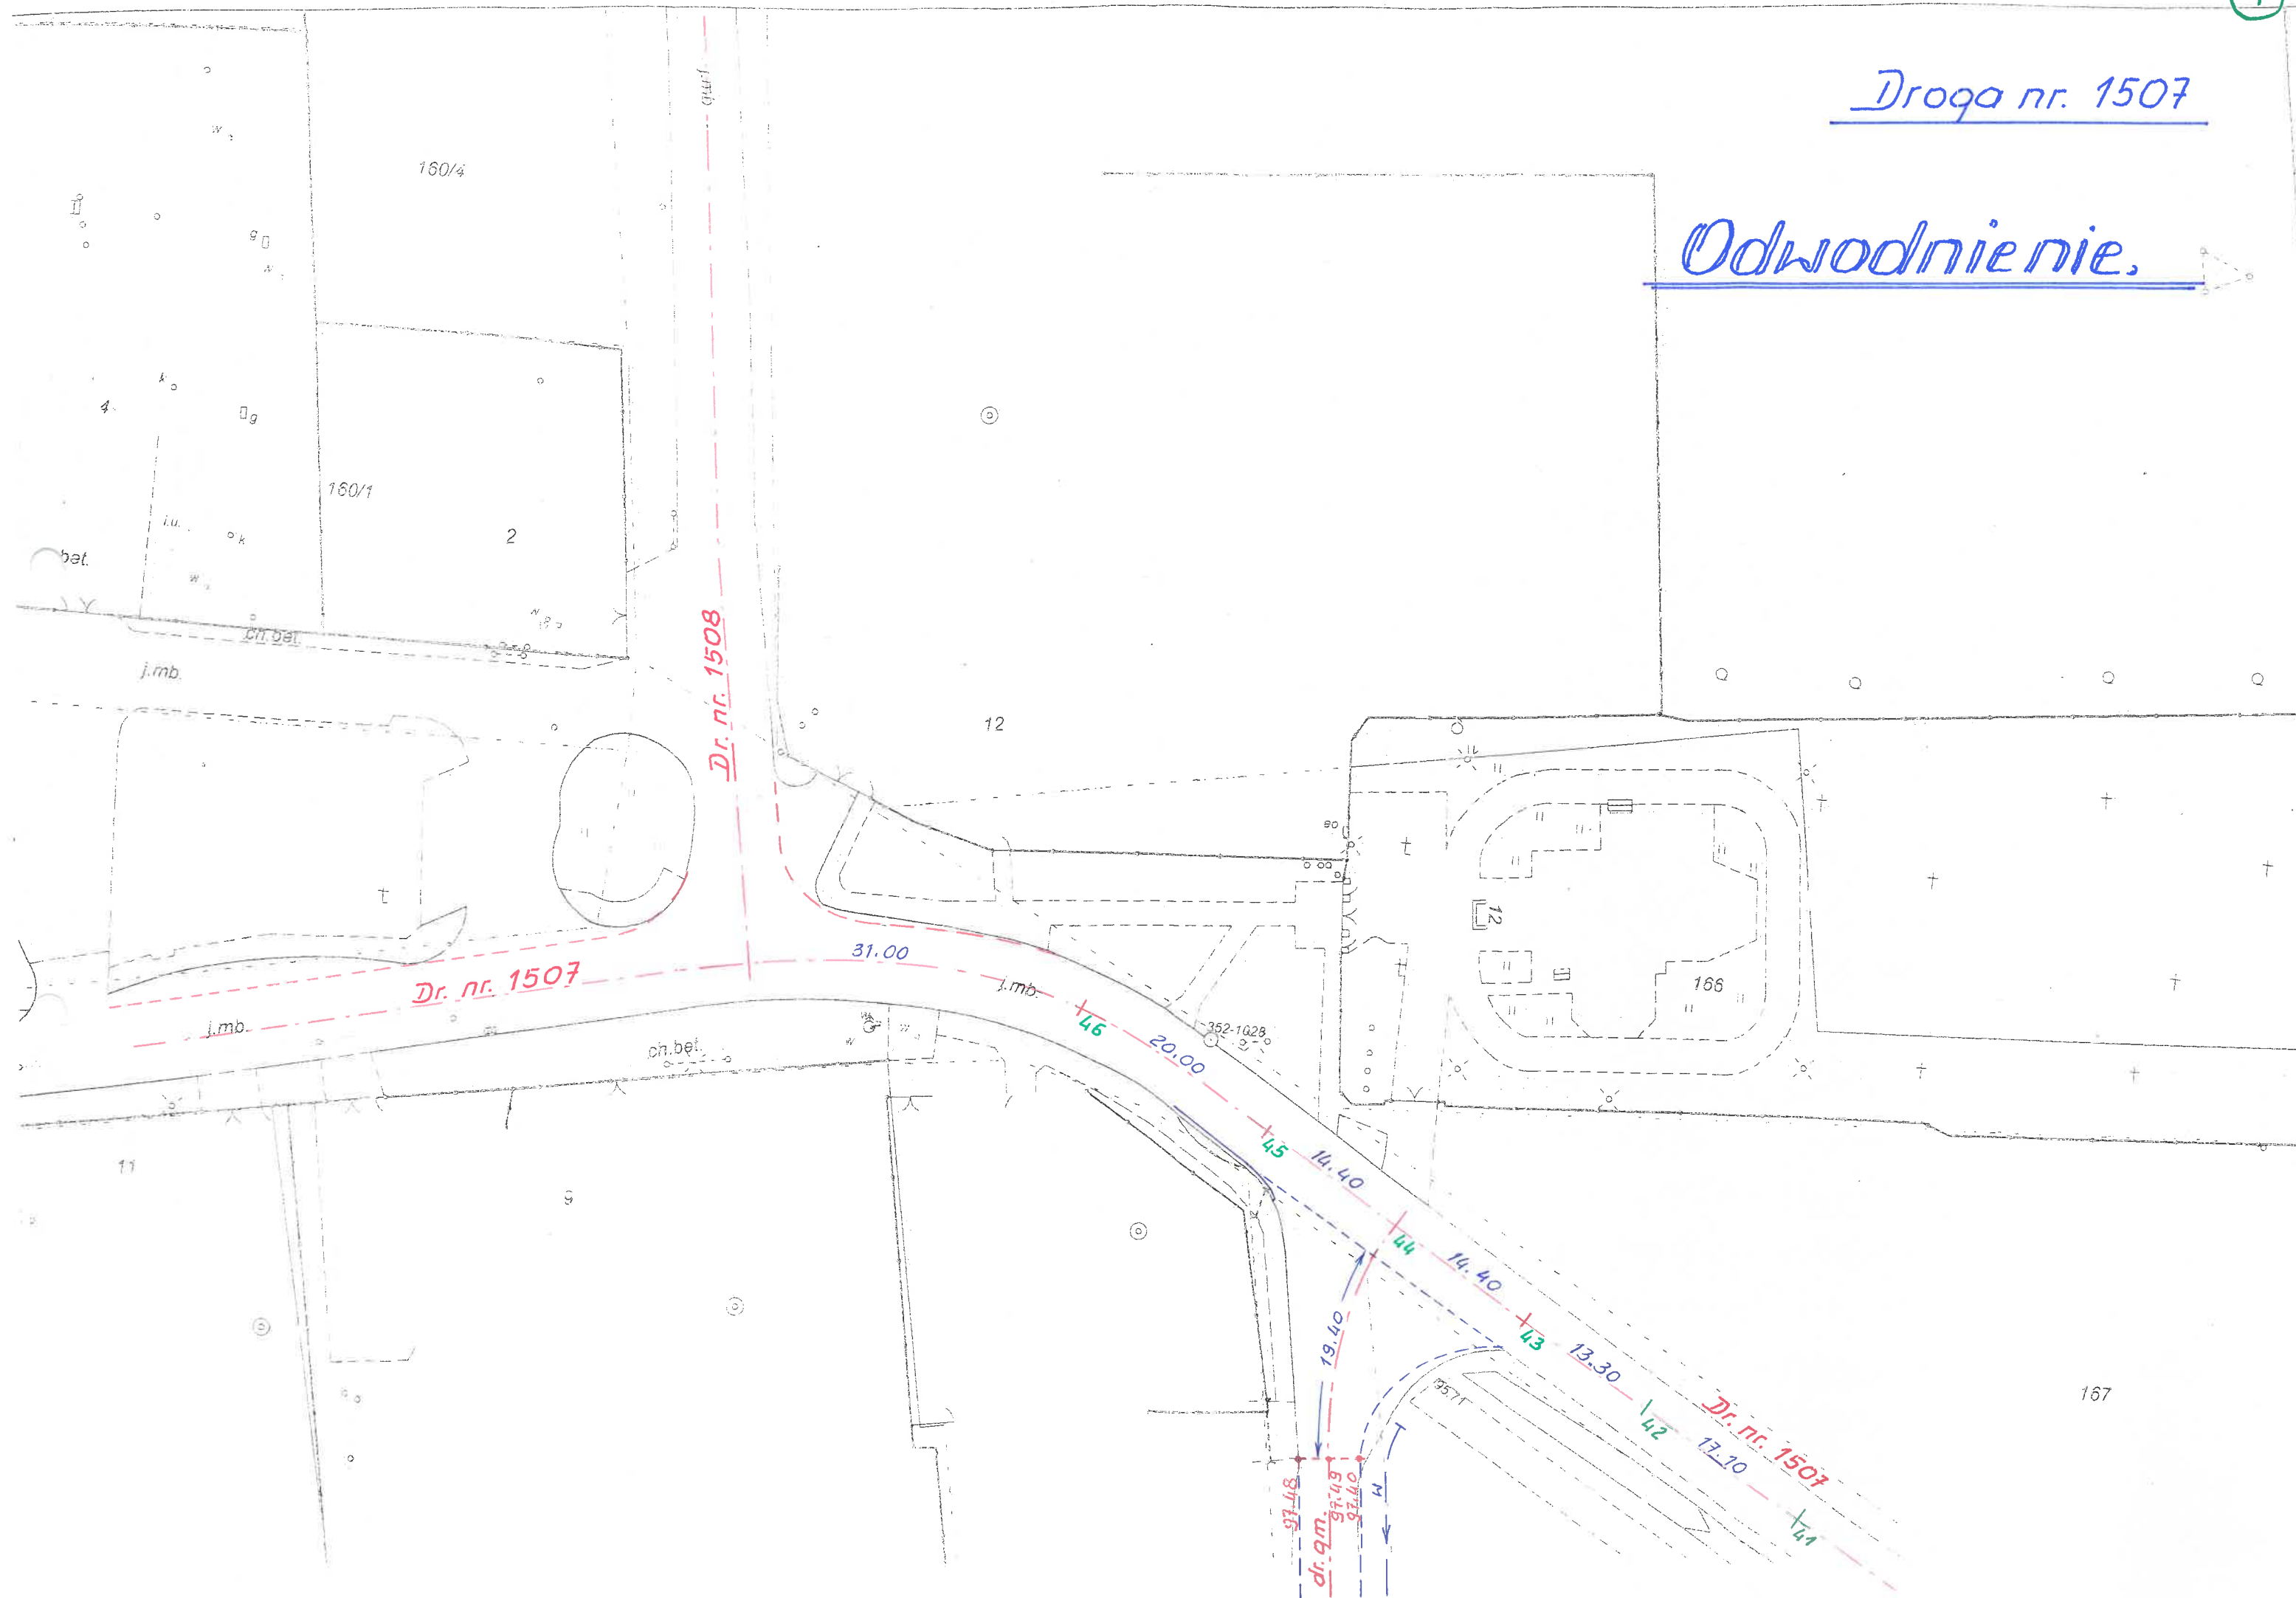 Droga nr. 1507
Odwodnienie.
160/4
g
w
k
4
g
160/1
i.u.
k
2
bet.
w
ch.bet.
j.mb.
Dr. nr. 1508
12
t
t
12
166
31.00
Dr. nr. 1507
j.mb.
j.mb.
46
352-1028
20.00
ch.bet.
w
45
14.40
11
9
44
14.40
19.40
43
13.30
95.71
42
167
Dr. nr. 1507
17.10
41
97.48
97.49
97.40
w
dr. gm.